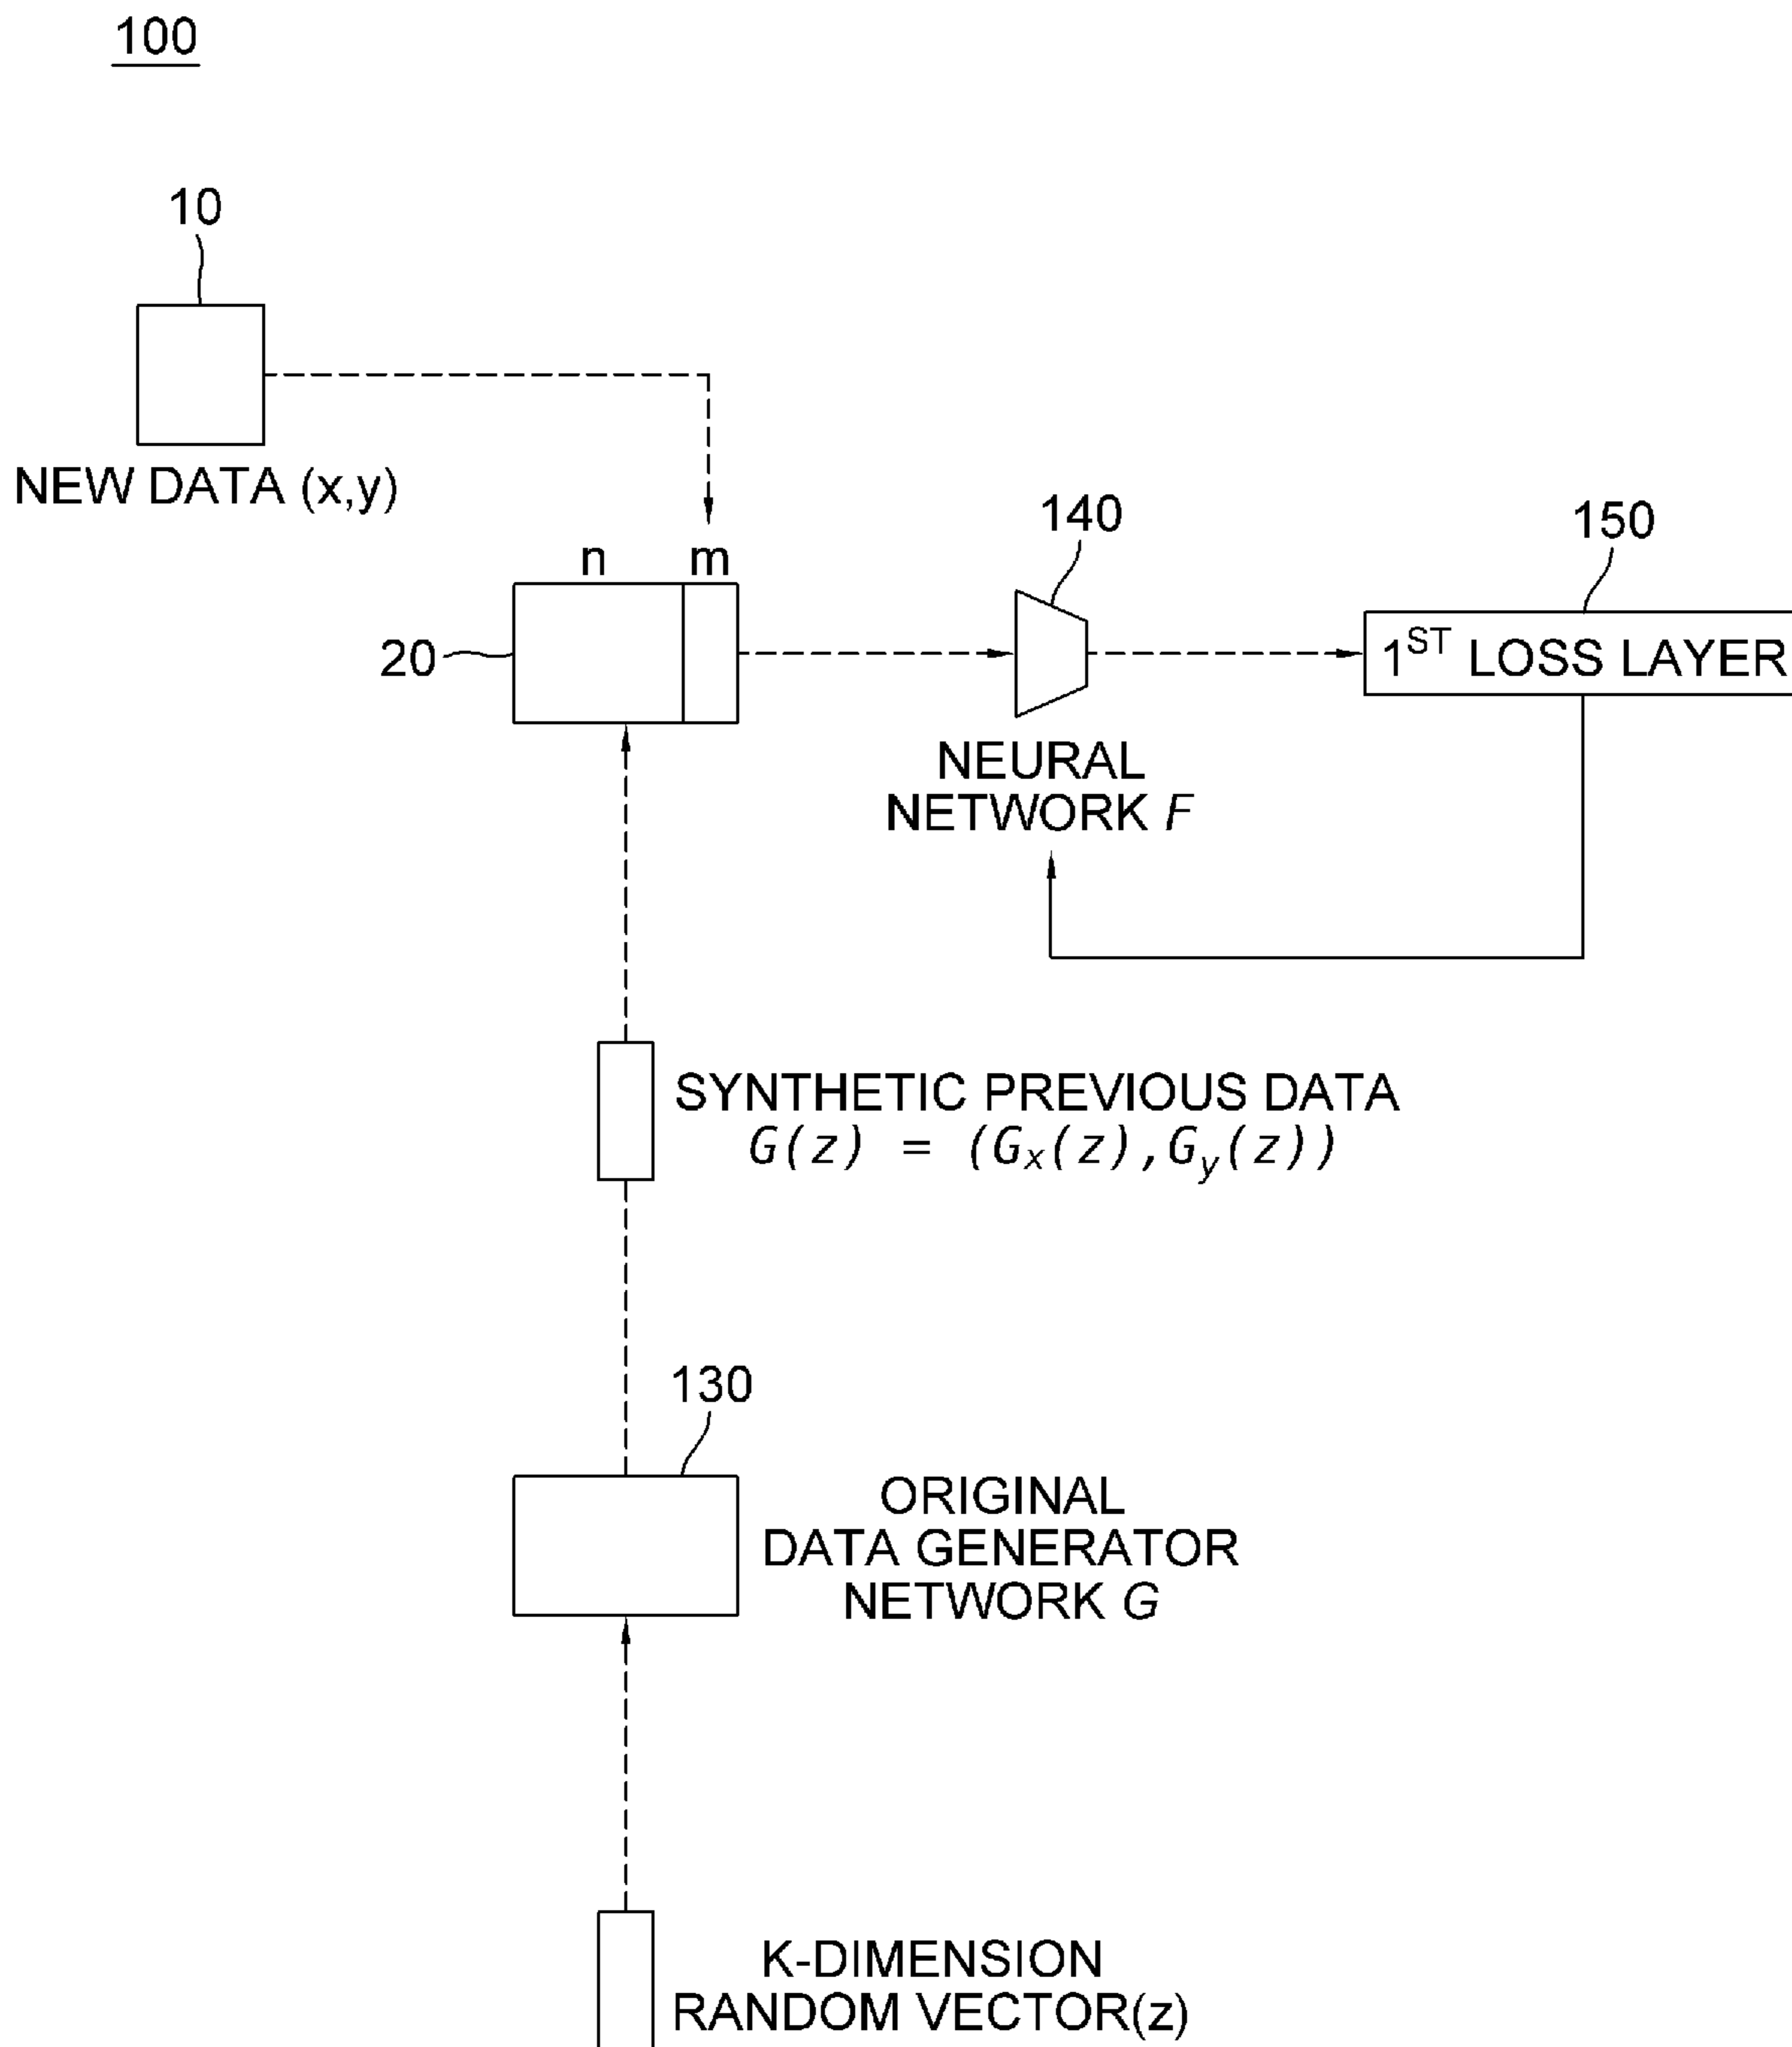 100
10
NEW DATA (x,y)
n m
20
140
150
1ST LOSS LAYER
NEURAL
NETWORK F
SYNTHETIC PREVIOUS DATA
G(z) = (Gx(z),Gy(z))
130
ORIGINAL
DATA GENERATOR
NETWORK G
K-DIMENSION
RANDOM VECTOR(z)